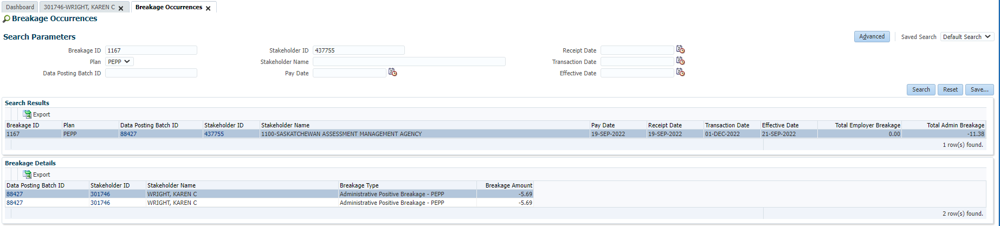 Dashboard 301746-WRIGHT, KAREN C Breakage Occurrences
Breakage Occurrences
Search Parameters
Advanced Saved Search Default Search
Breakage ID 1167 Stakeholder ID 437755 Receipt Date
Plan PEPP Stakeholder Name Transaction Date
Data Posting Batch ID Pay Date Effective Date
Search Reset Save...
Search Results
Export
Breakage ID Plan Data Posting Batch ID Stakeholder ID Stakeholder Name Pay Date Receipt Date Transaction Date Effective Date Total Employer Breakage Total Admin Breakage
1167 PEPP 88427 437755 1100-SASKATCHEWAN ASSESSMENT MANAGEMENT AGENCY 19-SEP-2022 19-SEP-2022 01-DEC-2022 21-SEP-2022 0.00 -11.38
1 row(s) found.
Breakage Details
Export
Data Posting Batch ID Stakeholder ID Stakeholder Name Breakage Type Breakage Amount
88427 301746 WRIGHT, KAREN C Administrative Positive Breakage - PEPP -5.69
88427 301746 WRIGHT, KAREN C Administrative Positive Breakage - PEPP -5.69
2 row(s) found.